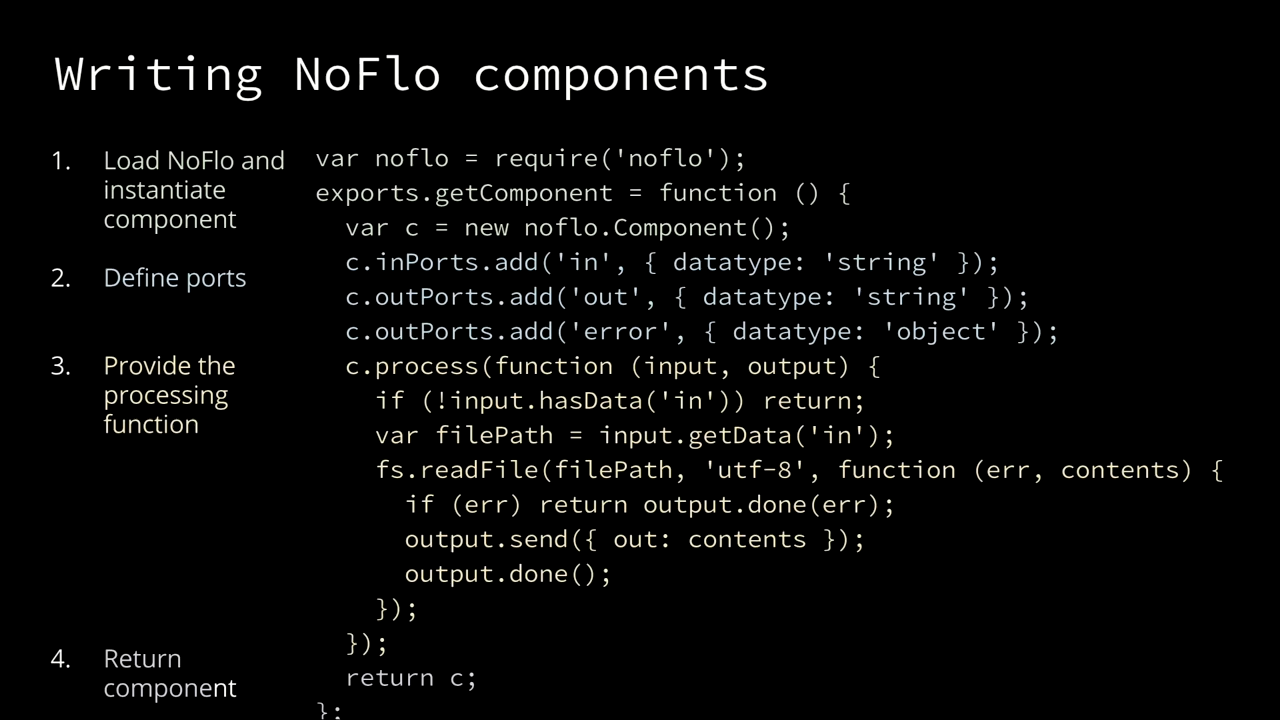 Writing NoFlo components
1. Load NoFlo and
instantiate
component
2. Define ports
3. Provide the
processing
function
4. Return
component
var noflo = require('noflo');
exports.getComponent = function () {
  var c = new noflo.Component();
  c.inPorts.add('in', { datatype: 'string' });
  c.outPorts.add('out', { datatype: 'string' });
  c.outPorts.add('error', { datatype: 'object' });
  c.process(function (input, output) {
    if (!input.hasData('in')) return;
    var filePath = input.getData('in');
    fs.readFile(filePath, 'utf-8', function (err, contents) {
      if (err) return output.done(err);
      output.send({ out: contents });
      output.done();
    });
  });
  return c;
};